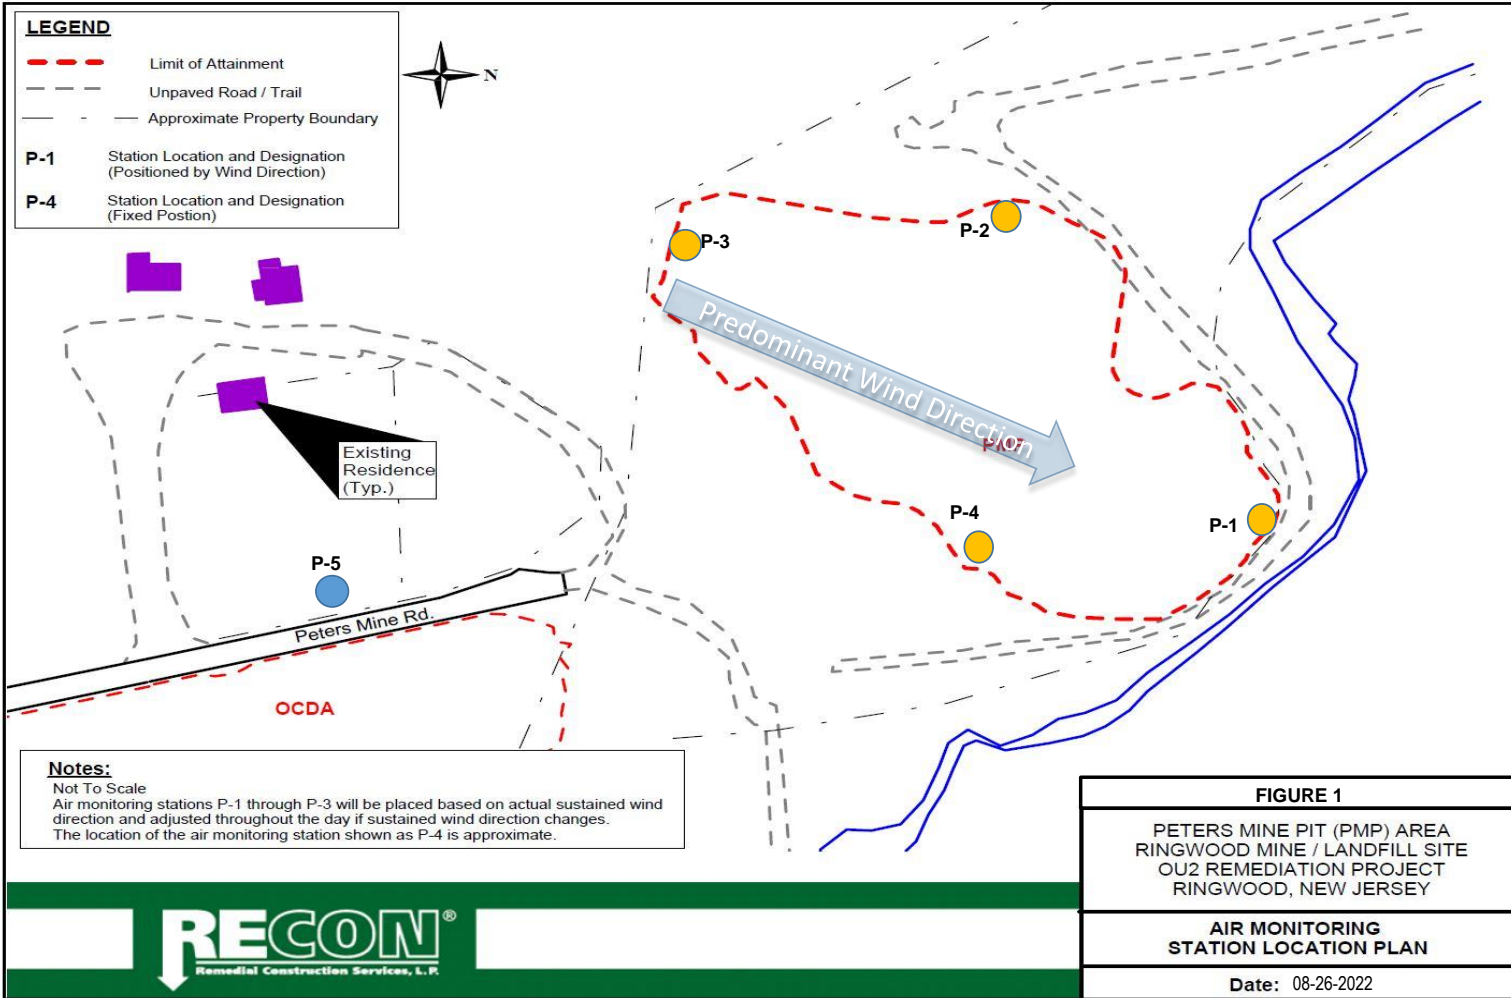 LEGEND
Limit of Attainment
Unpaved Road / Trail
Approximate Property Boundary
P-1 Station Location and Designation
(Positioned by Wind Direction)
P-4 Station Location and Designation
(Fixed Postion)
N
P-3
P-2
Predominant Wind Direction
PMP
Existing
Residence
(Typ.)
P-4
P-1
P-5
Peters Mine Rd.
OCDA
Notes:
Not To Scale
Air monitoring stations P-1 through P-3 will be placed based on actual sustained wind
direction and adjusted throughout the day if sustained wind direction changes.
The location of the air monitoring station shown as P-4 is approximate.
RECON®
Remedial Construction Services, L.P.
FIGURE 1
PETERS MINE PIT (PMP) AREA
RINGWOOD MINE / LANDFILL SITE
OU2 REMEDIATION PROJECT
RINGWOOD, NEW JERSEY
AIR MONITORING
STATION LOCATION PLAN
Date: 08-26-2022